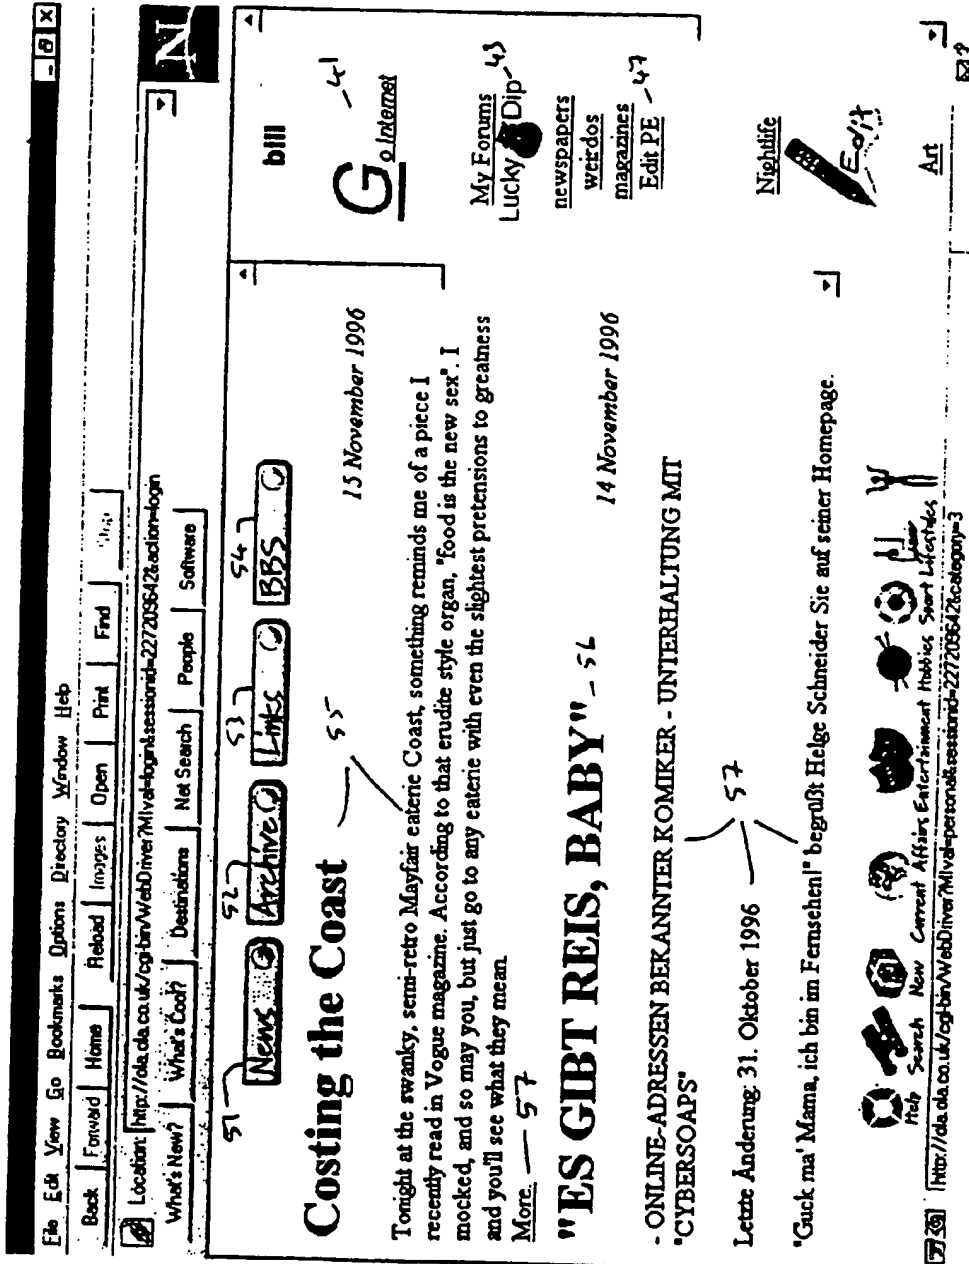 File Edit View Go Bookmarks Options Directory Window Help
Back Forward Home Reload Images Open Print Find Stop
Location: http://ola.ola.co.uk/cgi-bin/WebDriver?MIval=login&sessionid=227209642&action=login
What's New? What's Cool? Destinations Net Search People Software
N
51 52 53 54
News Archive Links BBS
Costing the Coast
55
15 November 1996
Tonight at the swanky, semi-retro Mayfair eaterie Coast, something reminds me of a piece I
recently read in Vogue magazine. According to that erudite style organ, "food is the new sex". I
mocked, and so may you, but just go to any eaterie with even the slightest pretensions to greatness
and you'll see what they mean.
More. 57
"ES GIBT REIS, BABY" - 56
14 November 1996
- ONLINE-ADRESSEN BEKANNTER KOMIKER - UNTERHALTUNG MIT
"CYBERSOAPS"
Letzte Änderung: 31. Oktober 1996 57
"Guck ma' Mama, ich bin im Fernsehen!" begrüßt Helge Schneider Sie auf seiner Homepage.
bill
Go Internet - 41
My Forums
Lucky Dip - 43
newspapers
weirdos
magazines
Edit PE - 47
Nightlife
Edit
Art
Help Search New Current Affairs Entertainment Hobbies Sport Lifestyles
http://ola.ola.co.uk/cgi-bin/WebDriver?MIval=personal&sessionid=227209642&category=3